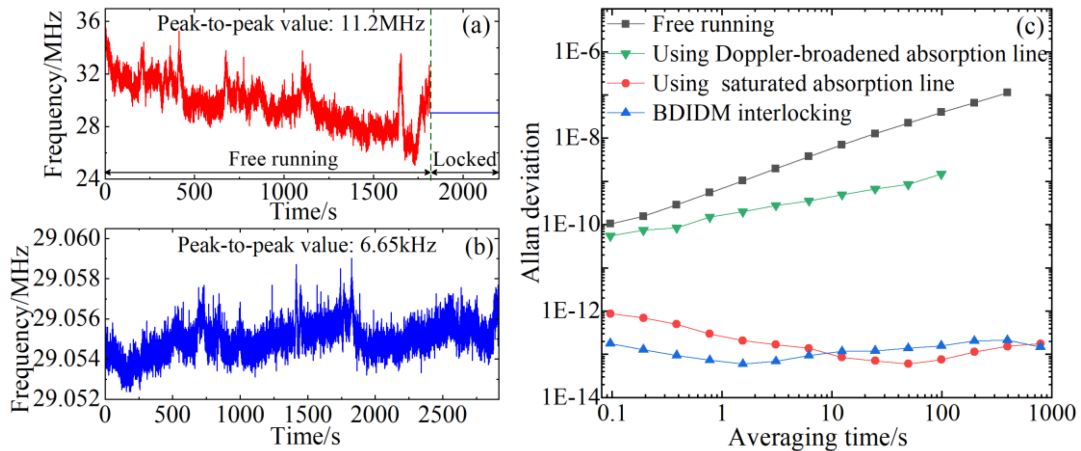 Peak-to-peak value: 11.2MHz
(a)
36
32
28
24
Frequency/MHz
Free running
Locked
0
500
1000
1500
2000
Time/s
Peak-to-peak value: 6.65kHz
(b)
29.060
29.058
29.056
29.054
29.052
Frequency/MHz
0
500
1000
1500
2000
2500
Time/s
(c)
Free running
Using Doppler-broadened absorption line
Using saturated absorption line
BDIDM interlocking
1E-6
1E-8
1E-10
1E-12
1E-14
Allan deviation
0.1
1
10
100
1000
Averaging time/s